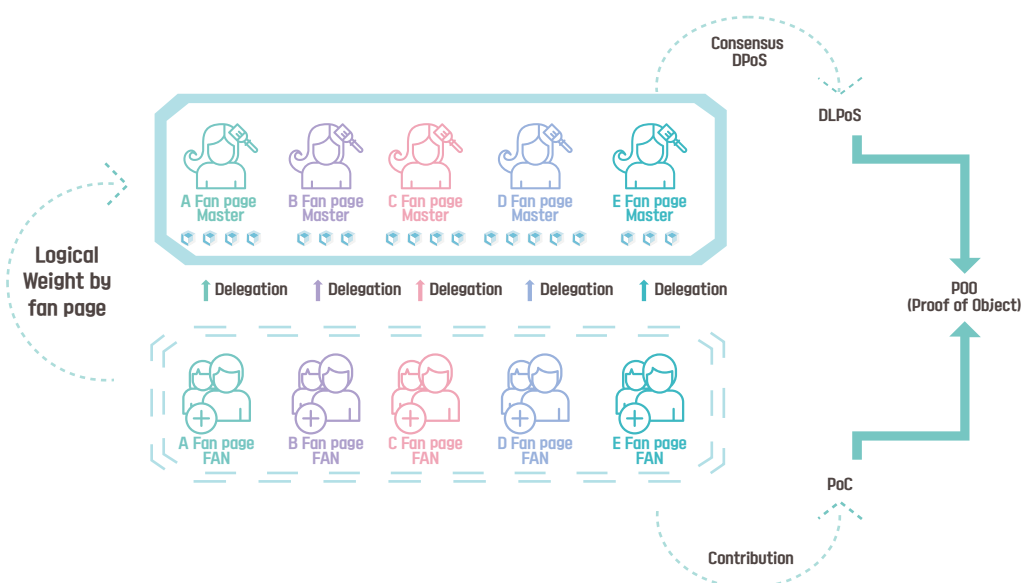 Consensus
DPoS
DLPoS
A Fan page
Master
B Fan page
Master
C Fan page
Master
D Fan page
Master
E Fan page
Master
Logical
Weight by
fan page
Delegation
Delegation
Delegation
Delegation
Delegation
POO
(Proof of Object)
A Fan page
FAN
B Fan page
FAN
C Fan page
FAN
D Fan page
FAN
E Fan page
FAN
PoC
Contribution